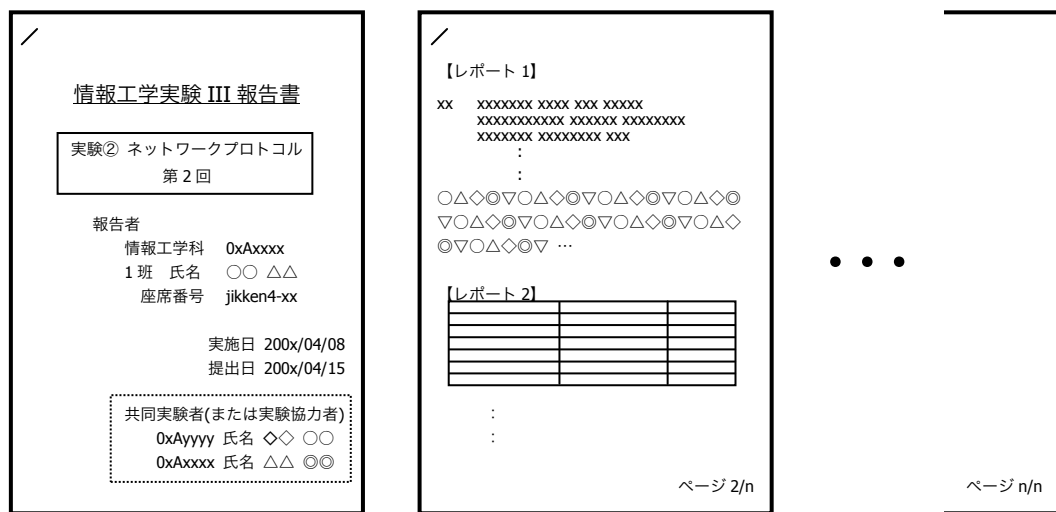 情報工学実験 III 報告書
実験② ネットワークプロトコル
第 2 回
報告者
情報工学科 0xAxxxx
1 班 氏名 ○○ △△
座席番号 jikken4-xx
実施日 200x/04/08
提出日 200x/04/15
共同実験者(または実験協力者)
0xAyyyy 氏名 ◇◇ ○○
0xAxxxx 氏名 △△ ◎◎
【レポート 1】
xx xxxxxxx xxxx xxx xxxxx
xxxxxxxxxxx xxxxxx xxxxxxxx
xxxxxxx xxxxxxxx xxx
:
:
○△◇◎▽○△◇◎▽○△◇◎▽○△◇◎
▽○△◇◎▽○△◇◎▽○△◇◎▽○△◇
◎▽○△◇◎▽ …
【レポート 2】
:
:
ページ 2/n
● ● ●
ページ n/n